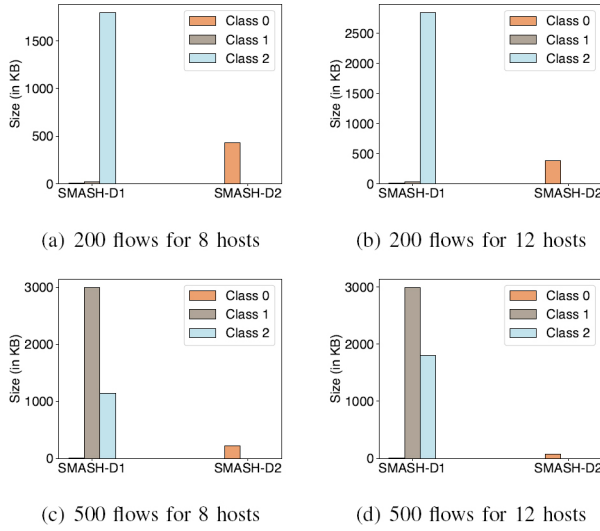 Size (in KB)
1500
1000
500
0
Class 0
Class 1
Class 2
SMASH-D1
SMASH-D2
(a) 200 flows for 8 hosts
Size (in KB)
2500
2000
1500
1000
500
0
Class 0
Class 1
Class 2
SMASH-D1
SMASH-D2
(b) 200 flows for 12 hosts
Size (in KB)
3000
2000
1000
0
Class 0
Class 1
Class 2
SMASH-D1
SMASH-D2
(c) 500 flows for 8 hosts
Size (in KB)
3000
2000
1000
0
Class 0
Class 1
Class 2
SMASH-D1
SMASH-D2
(d) 500 flows for 12 hosts